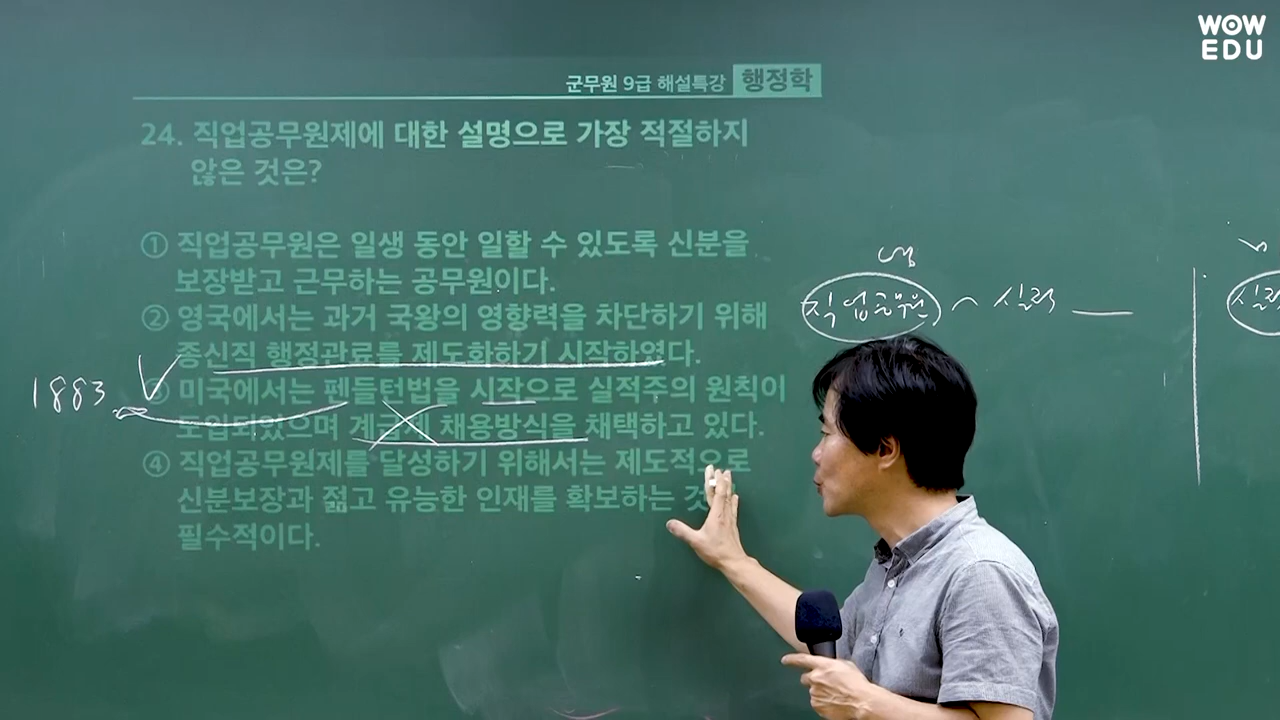 WOW
EDU
군무원 9급 해설특강 행정학
24. 직업공무원제에 대한 설명으로 가장 적절하지
않은 것은?
① 직업공무원은 일생 동안 일할 수 있도록 신분을
보장받고 근무하는 공무원이다.
② 영국에서는 과거 국왕의 영향력을 차단하기 위해
종신직 행정관료를 제도화하기 시작하였다.
③ 미국에서는 펜들턴법을 시작으로 실적주의 원칙이
도입되었으며 계급제 채용방식을 채택하고 있다.
④ 직업공무원제를 달성하기 위해서는 제도적으로
신분보장과 젊고 유능한 인재를 확보하는 것
필수적이다.
1883.
영
직업공무원 실적